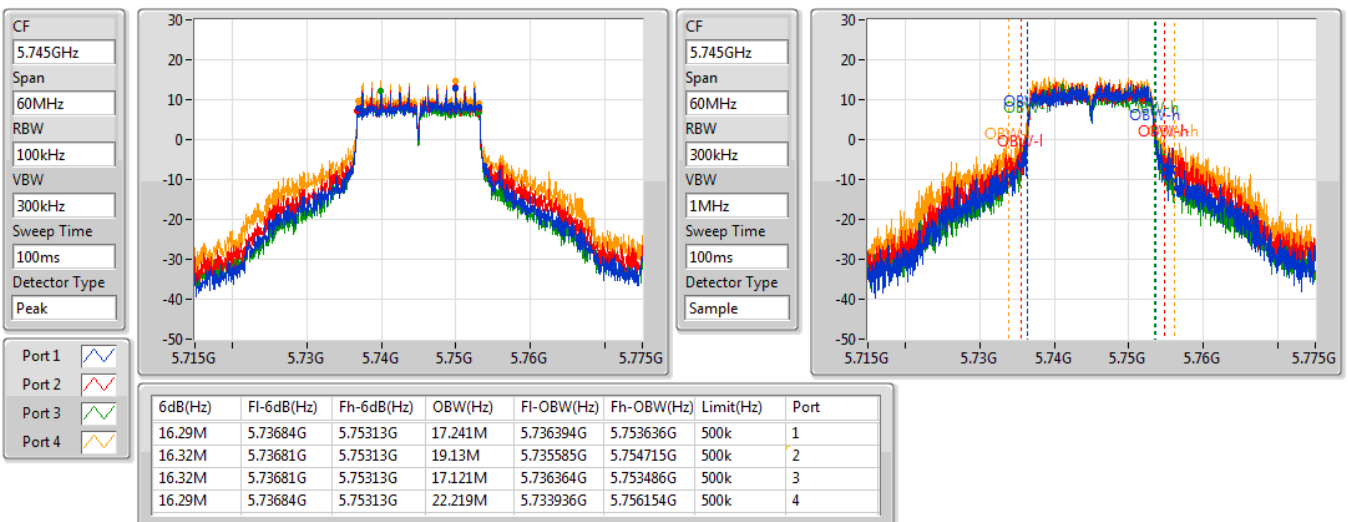 CF
5.745GHz
Span
60MHz
RBW
100kHz
VBW
300kHz
Sweep Time
100ms
Detector Type
Peak
30
20
10
0
-10
-20
-30
-40
-50
5.715G 5.73G 5.74G 5.75G 5.76G 5.775G
CF
5.745GHz
Span
60MHz
RBW
300kHz
VBW
1MHz
Sweep Time
100ms
Detector Type
Sample
30
20
10
0
-10
-20
-30
-40
-50
OBW-l
OBW-h
OBW-h
5.715G 5.73G 5.74G 5.75G 5.76G 5.775G
Port 1
Port 2
Port 3
Port 4
6dB(Hz) Fl-6dB(Hz) Fh-6dB(Hz) OBW(Hz) Fl-OBW(Hz) Fh-OBW(Hz) Limit(Hz) Port
16.29M 5.73684G 5.75313G 17.241M 5.736394G 5.753636G 500k 1
16.32M 5.73681G 5.75313G 19.13M 5.735585G 5.754715G 500k 2
16.32M 5.73681G 5.75313G 17.121M 5.736364G 5.753486G 500k 3
16.29M 5.73684G 5.75313G 22.219M 5.733936G 5.756154G 500k 4